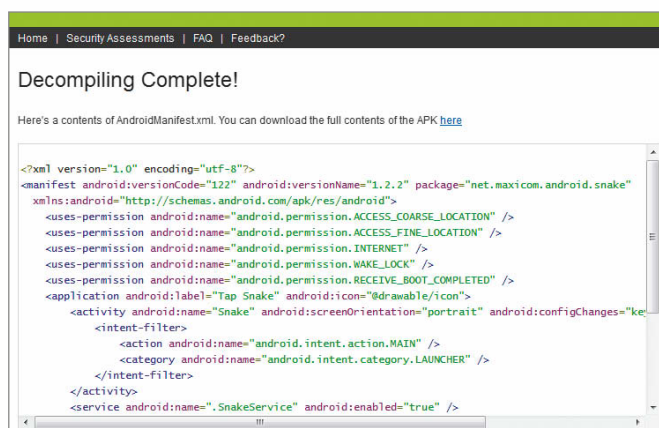 Home | Security Assessments | FAQ | Feedback?
Decompiling Complete!
Here's a contents of AndroidManifest.xml. You can download the full contents of the APK here
<?xml version="1.0" encoding="utf-8"?>
<manifest android:versionCode="122" android:versionName="1.2.2" package="net.maxicom.android.snake"
xmlns:android="http://schemas.android.com/apk/res/android">
<uses-permission android:name="android.permission.ACCESS_COARSE_LOCATION" />
<uses-permission android:name="android.permission.ACCESS_FINE_LOCATION" />
<uses-permission android:name="android.permission.INTERNET" />
<uses-permission android:name="android.permission.WAKE_LOCK" />
<uses-permission android:name="android.permission.RECEIVE_BOOT_COMPLETED" />
<application android:label="Tap Snake" android:icon="@drawable/icon">
<activity android:name="Snake" android:screenOrientation="portrait" android:configChanges="key
<intent-filter>
<action android:name="android.intent.action.MAIN" />
<category android:name="android.intent.category.LAUNCHER" />
</intent-filter>
</activity>
<service android:name=".SnakeService" android:enabled="true" />